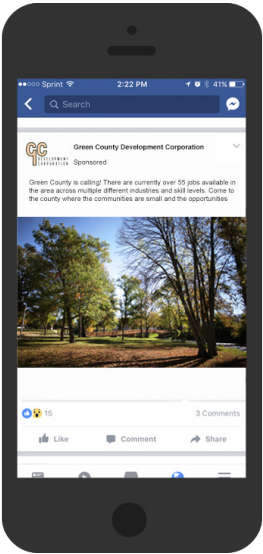 Sprint 2:22 PM 41%
Search
GC
DEVELOPMENT
CORPORATION
Green County Development Corporation
Sponsored
Green County is calling! There are currently over 55 jobs available in
the area across multiple different industries and skill levels. Come to
the county where the communities are small and the opportunities
15 3 Comments
Like Comment Share